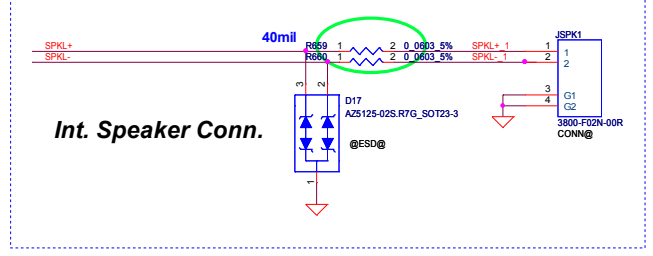 40mil
JSPK1
SPKL+ R659 1 2 0_0603_5% SPKL+_1 1 1
SPKL- R660 1 2 0_0603_5% SPKL-_1 2 2
3 G1
4 G2
3 2
D17
AZ5125-02S.R7G_SOT23-3
3800-F02N-00R
CONN@
Int. Speaker Conn.
@ESD@
1